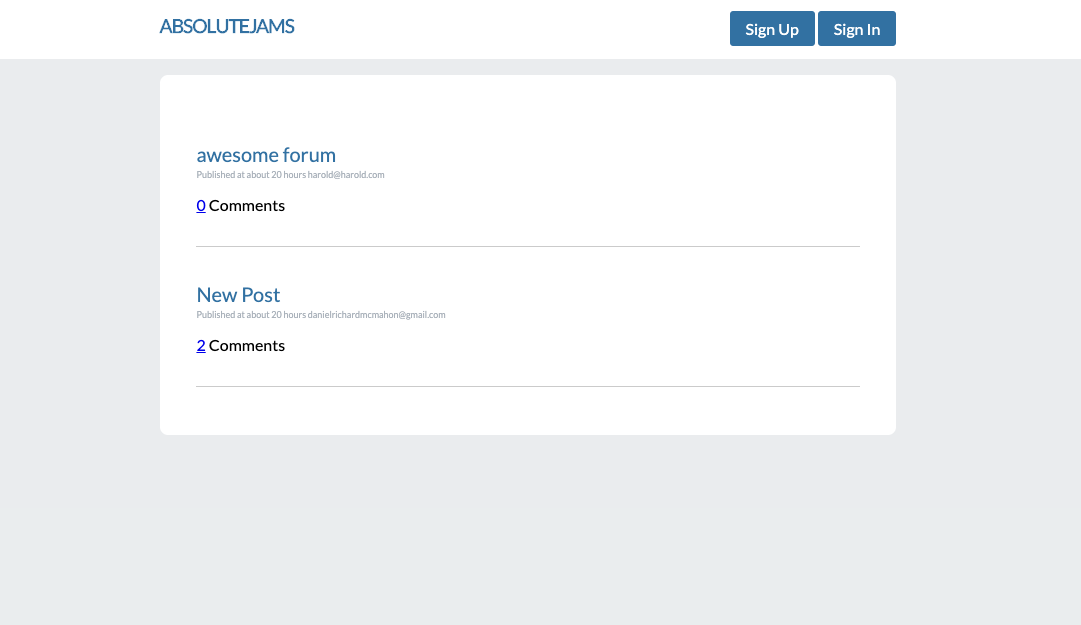 ABSOLUTEJAMS
Sign Up
Sign In
awesome forum
Published at about 20 hours harold@harold.com
0 Comments
New Post
Published at about 20 hours danielrichardmcmahon@gmail.com
2 Comments